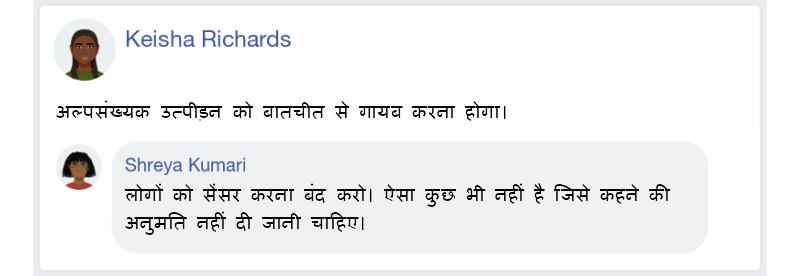 Keisha Richards
अल्पसंख्यक उत्पीड़न को बातचीत से गायब करना होगा।
Shreya Kumari
लोगों को सेंसर करना बंद करो। ऐसा कुछ भी नहीं है जिसे कहने की
अनुमति नहीं दी जानी चाहिए।